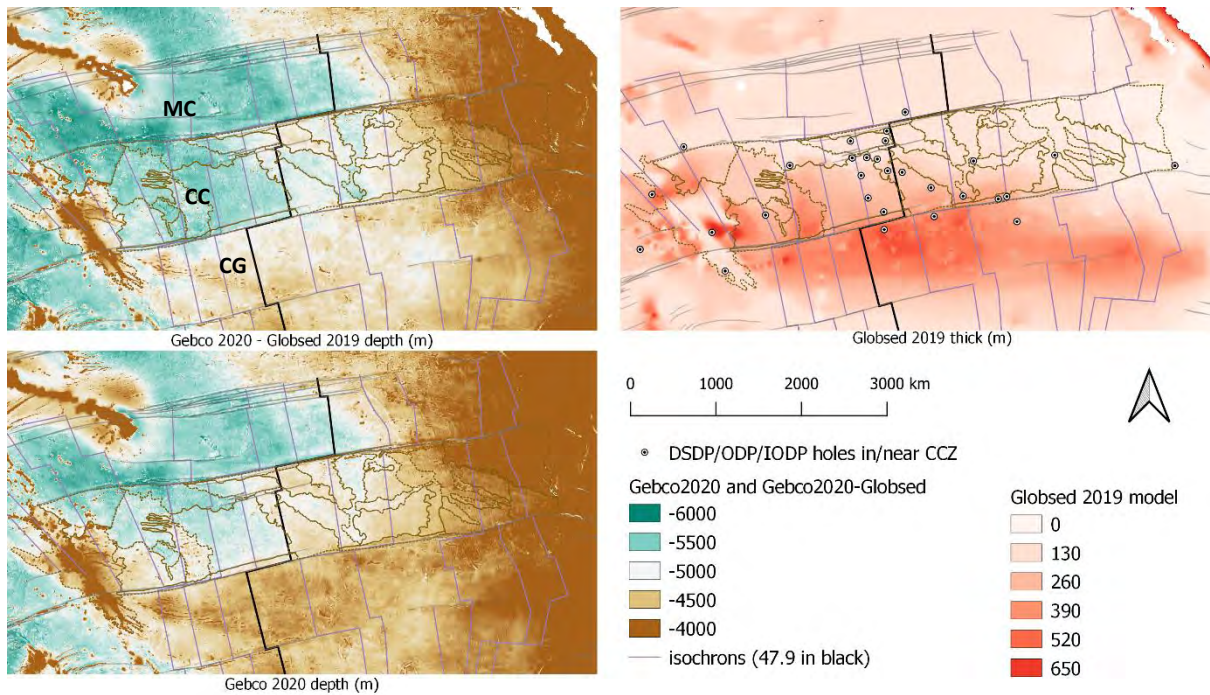 MC
CC
CG
Gebco 2020 - Globsed 2019 depth (m)
Globsed 2019 thick (m)
0 1000 2000 3000 km
DSDP/ODP/IODP holes in/near CCZ
Gebco2020 and Gebco2020-Globsed
-6000
-5500
-5000
-4500
-4000
isochrons (47.9 in black)
Globsed 2019 model
0
130
260
390
520
650
Gebco 2020 depth (m)